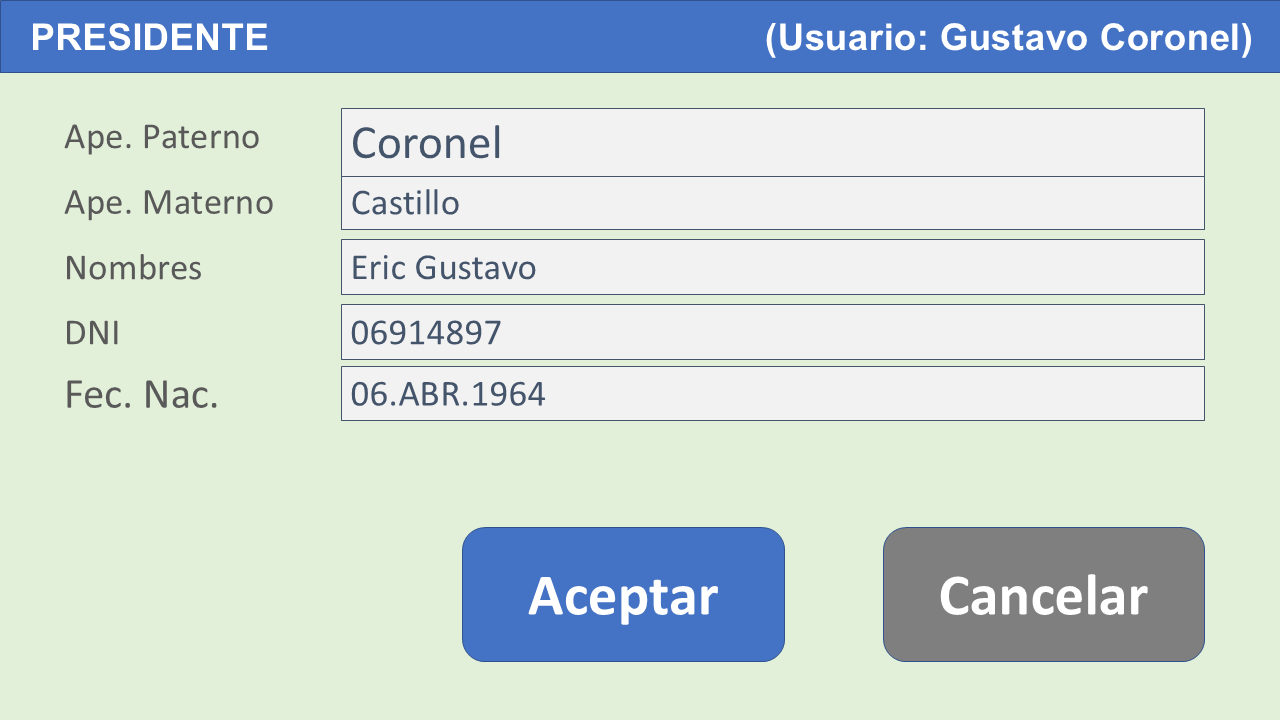 PRESIDENTE (Usuario: Gustavo Coronel)
Ape. Paterno Coronel
Ape. Materno Castillo
Nombres Eric Gustavo
DNI 06914897
Fec. Nac. 06.ABR.1964
Aceptar Cancelar